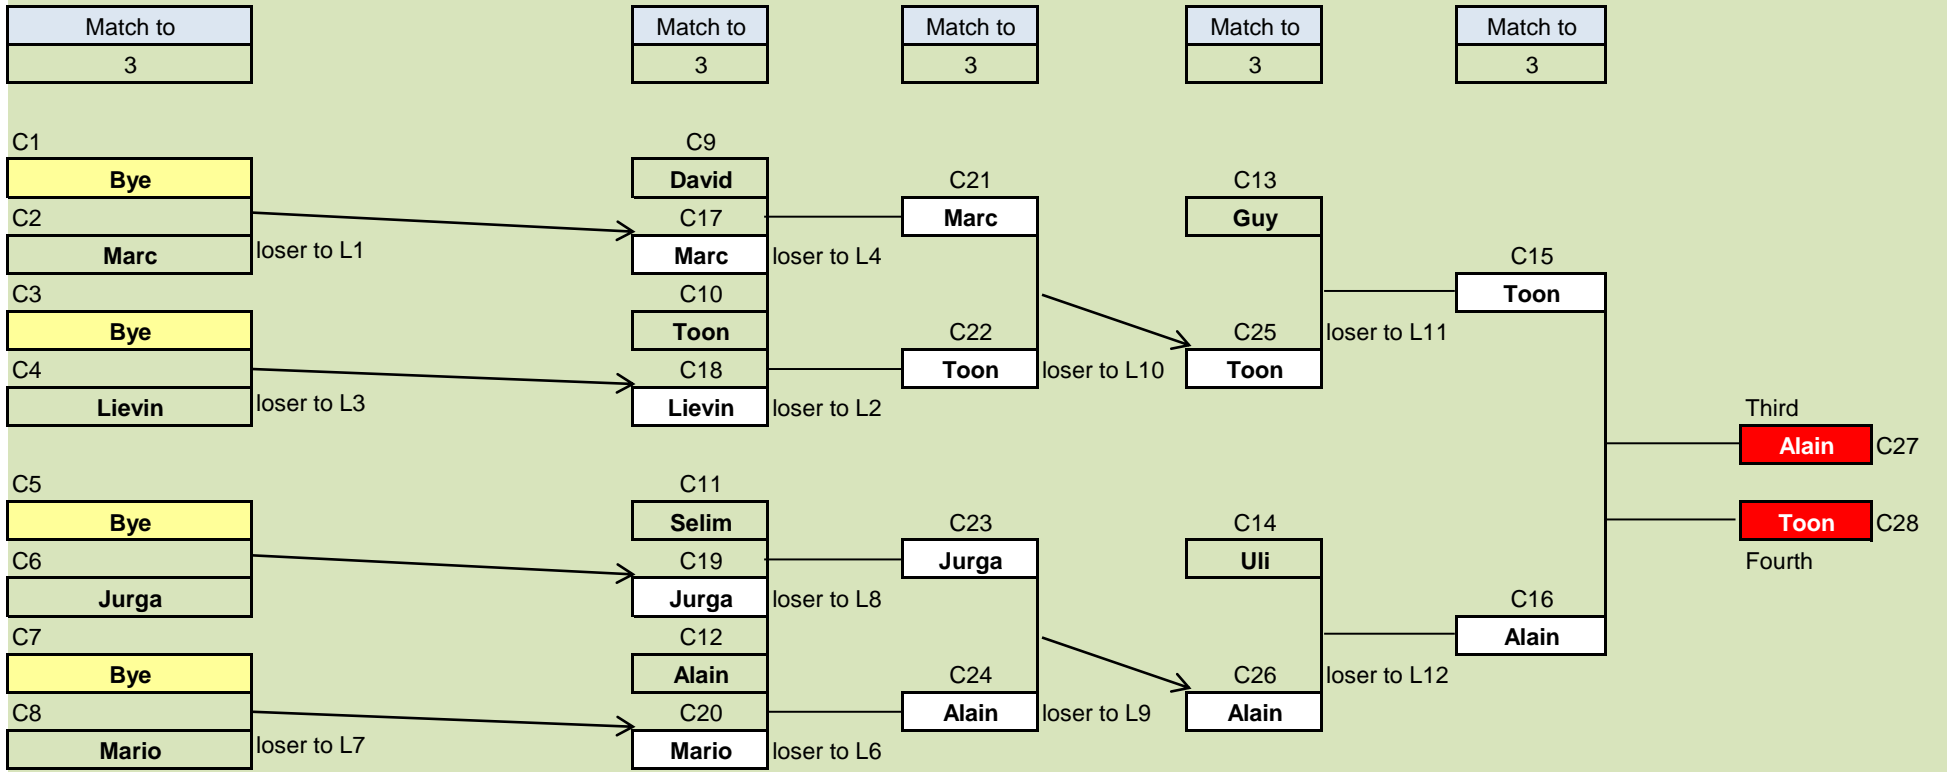 Match to Match to Match to Match to Match to
3 3 3 3 3
C1 C9
Bye David C21 C13
C2 C17 Marc Guy
Marc loser to L1 Marc loser to L4 C15
C3 C10 Toon
Bye Toon C22 C25 loser to L11
C4 C18 Toon loser to L10 Toon
Lievin loser to L3 Lievin loser to L2 Third
Alain C27
C5 C11
Bye Selim C23 C14 Toon C28
C6 C19 Jurga Uli Fourth
Jurga Jurga loser to L8 C16
C7 C12 Alain
Bye Alain C24 C26 loser to L12
C8 C20 Alain loser to L9 Alain
Mario loser to L7 Mario loser to L6